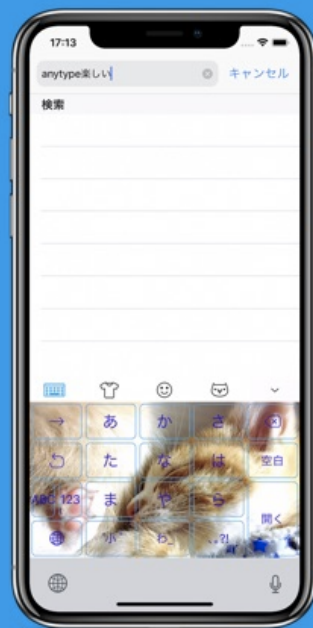 17:13
anytype楽しい
キャンセル
検索
→ あ か さ
た な は 空白
ABC 123 ま や ら 開く
小゛ わ_ 、。?!